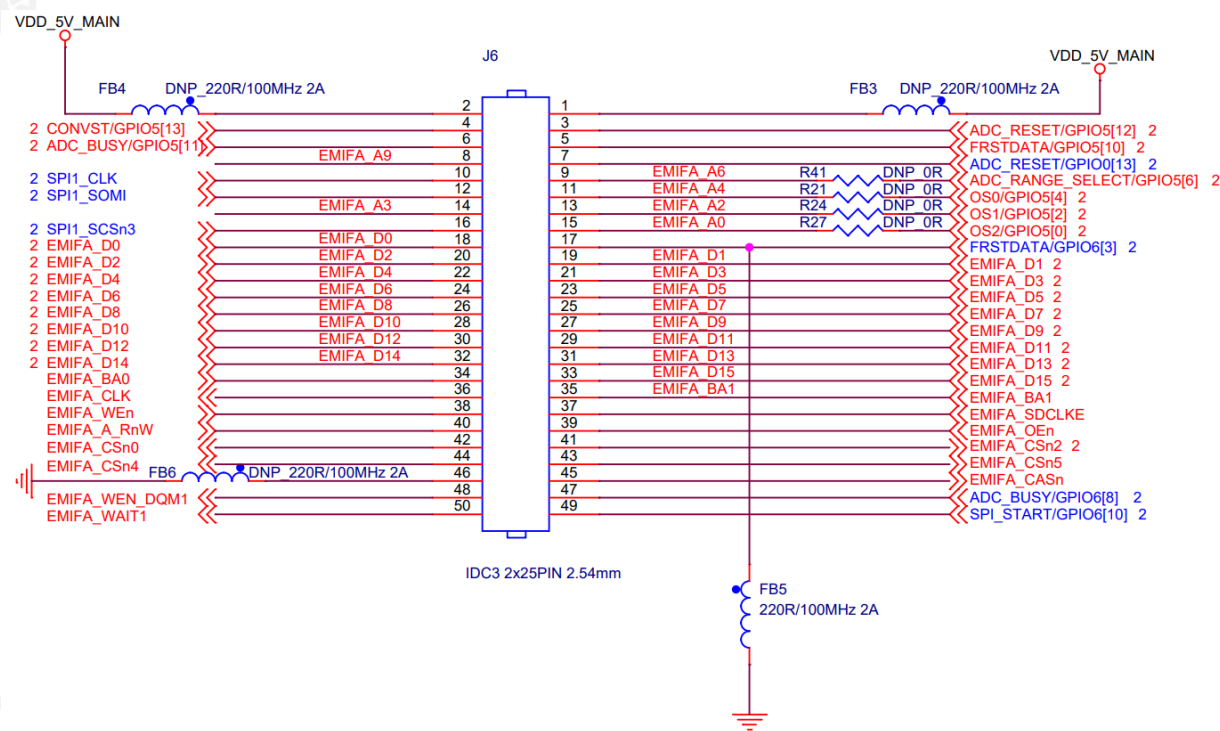 VDD_5V_MAIN
J6
VDD_5V_MAIN
FB4 DNP_220R/100MHz 2A
FB3 DNP_220R/100MHz 2A
2 1
2 CONVST/GPIO5[13] 4 3 ADC_RESET/GPIO5[12] 2
2 ADC_BUSY/GPIO5[11] 6 5 FRSTDATA/GPIO5[10] 2
EMIFA_A9 8 7 ADC_RESET/GPIO0[13] 2
2 SPI1_CLK 10 9 EMIFA_A6 R41 DNP_0R ADC_RANGE_SELECT/GPIO5[6] 2
2 SPI1_SOMI 12 11 EMIFA_A4 R21 DNP_0R OS0/GPIO5[4] 2
EMIFA_A3 14 13 EMIFA_A2 R24 DNP_0R OS1/GPIO5[2] 2
2 SPI1_SCSn3 16 15 EMIFA_A0 R27 DNP_0R OS2/GPIO5[0] 2
2 EMIFA_D0 EMIFA_D0 18 17 FRSTDATA/GPIO6[3] 2
2 EMIFA_D2 EMIFA_D2 20 19 EMIFA_D1 EMIFA_D1 2
2 EMIFA_D4 EMIFA_D4 22 21 EMIFA_D3 EMIFA_D3 2
2 EMIFA_D6 EMIFA_D6 24 23 EMIFA_D5 EMIFA_D5 2
2 EMIFA_D8 EMIFA_D8 26 25 EMIFA_D7 EMIFA_D7 2
2 EMIFA_D10 EMIFA_D10 28 27 EMIFA_D9 EMIFA_D9 2
2 EMIFA_D12 EMIFA_D12 30 29 EMIFA_D11 EMIFA_D11 2
2 EMIFA_D14 EMIFA_D14 32 31 EMIFA_D13 EMIFA_D13 2
EMIFA_BA0 34 33 EMIFA_D15 EMIFA_D15 2
EMIFA_CLK 36 35 EMIFA_BA1 EMIFA_BA1
EMIFA_WEn 38 37 EMIFA_SDCLKE
EMIFA_A_RnW 40 39 EMIFA_OEn
EMIFA_CSn0 42 41 EMIFA_CSn2 2
EMIFA_CSn4 44 43 EMIFA_CSn5
FB6 DNP_220R/100MHz 2A 46 45 EMIFA_CASn
EMIFA_WEN_DQM1 48 47 ADC_BUSY/GPIO6[8] 2
EMIFA_WAIT1 50 49 SPI_START/GPIO6[10] 2
IDC3 2x25PIN 2.54mm
FB5
220R/100MHz 2A